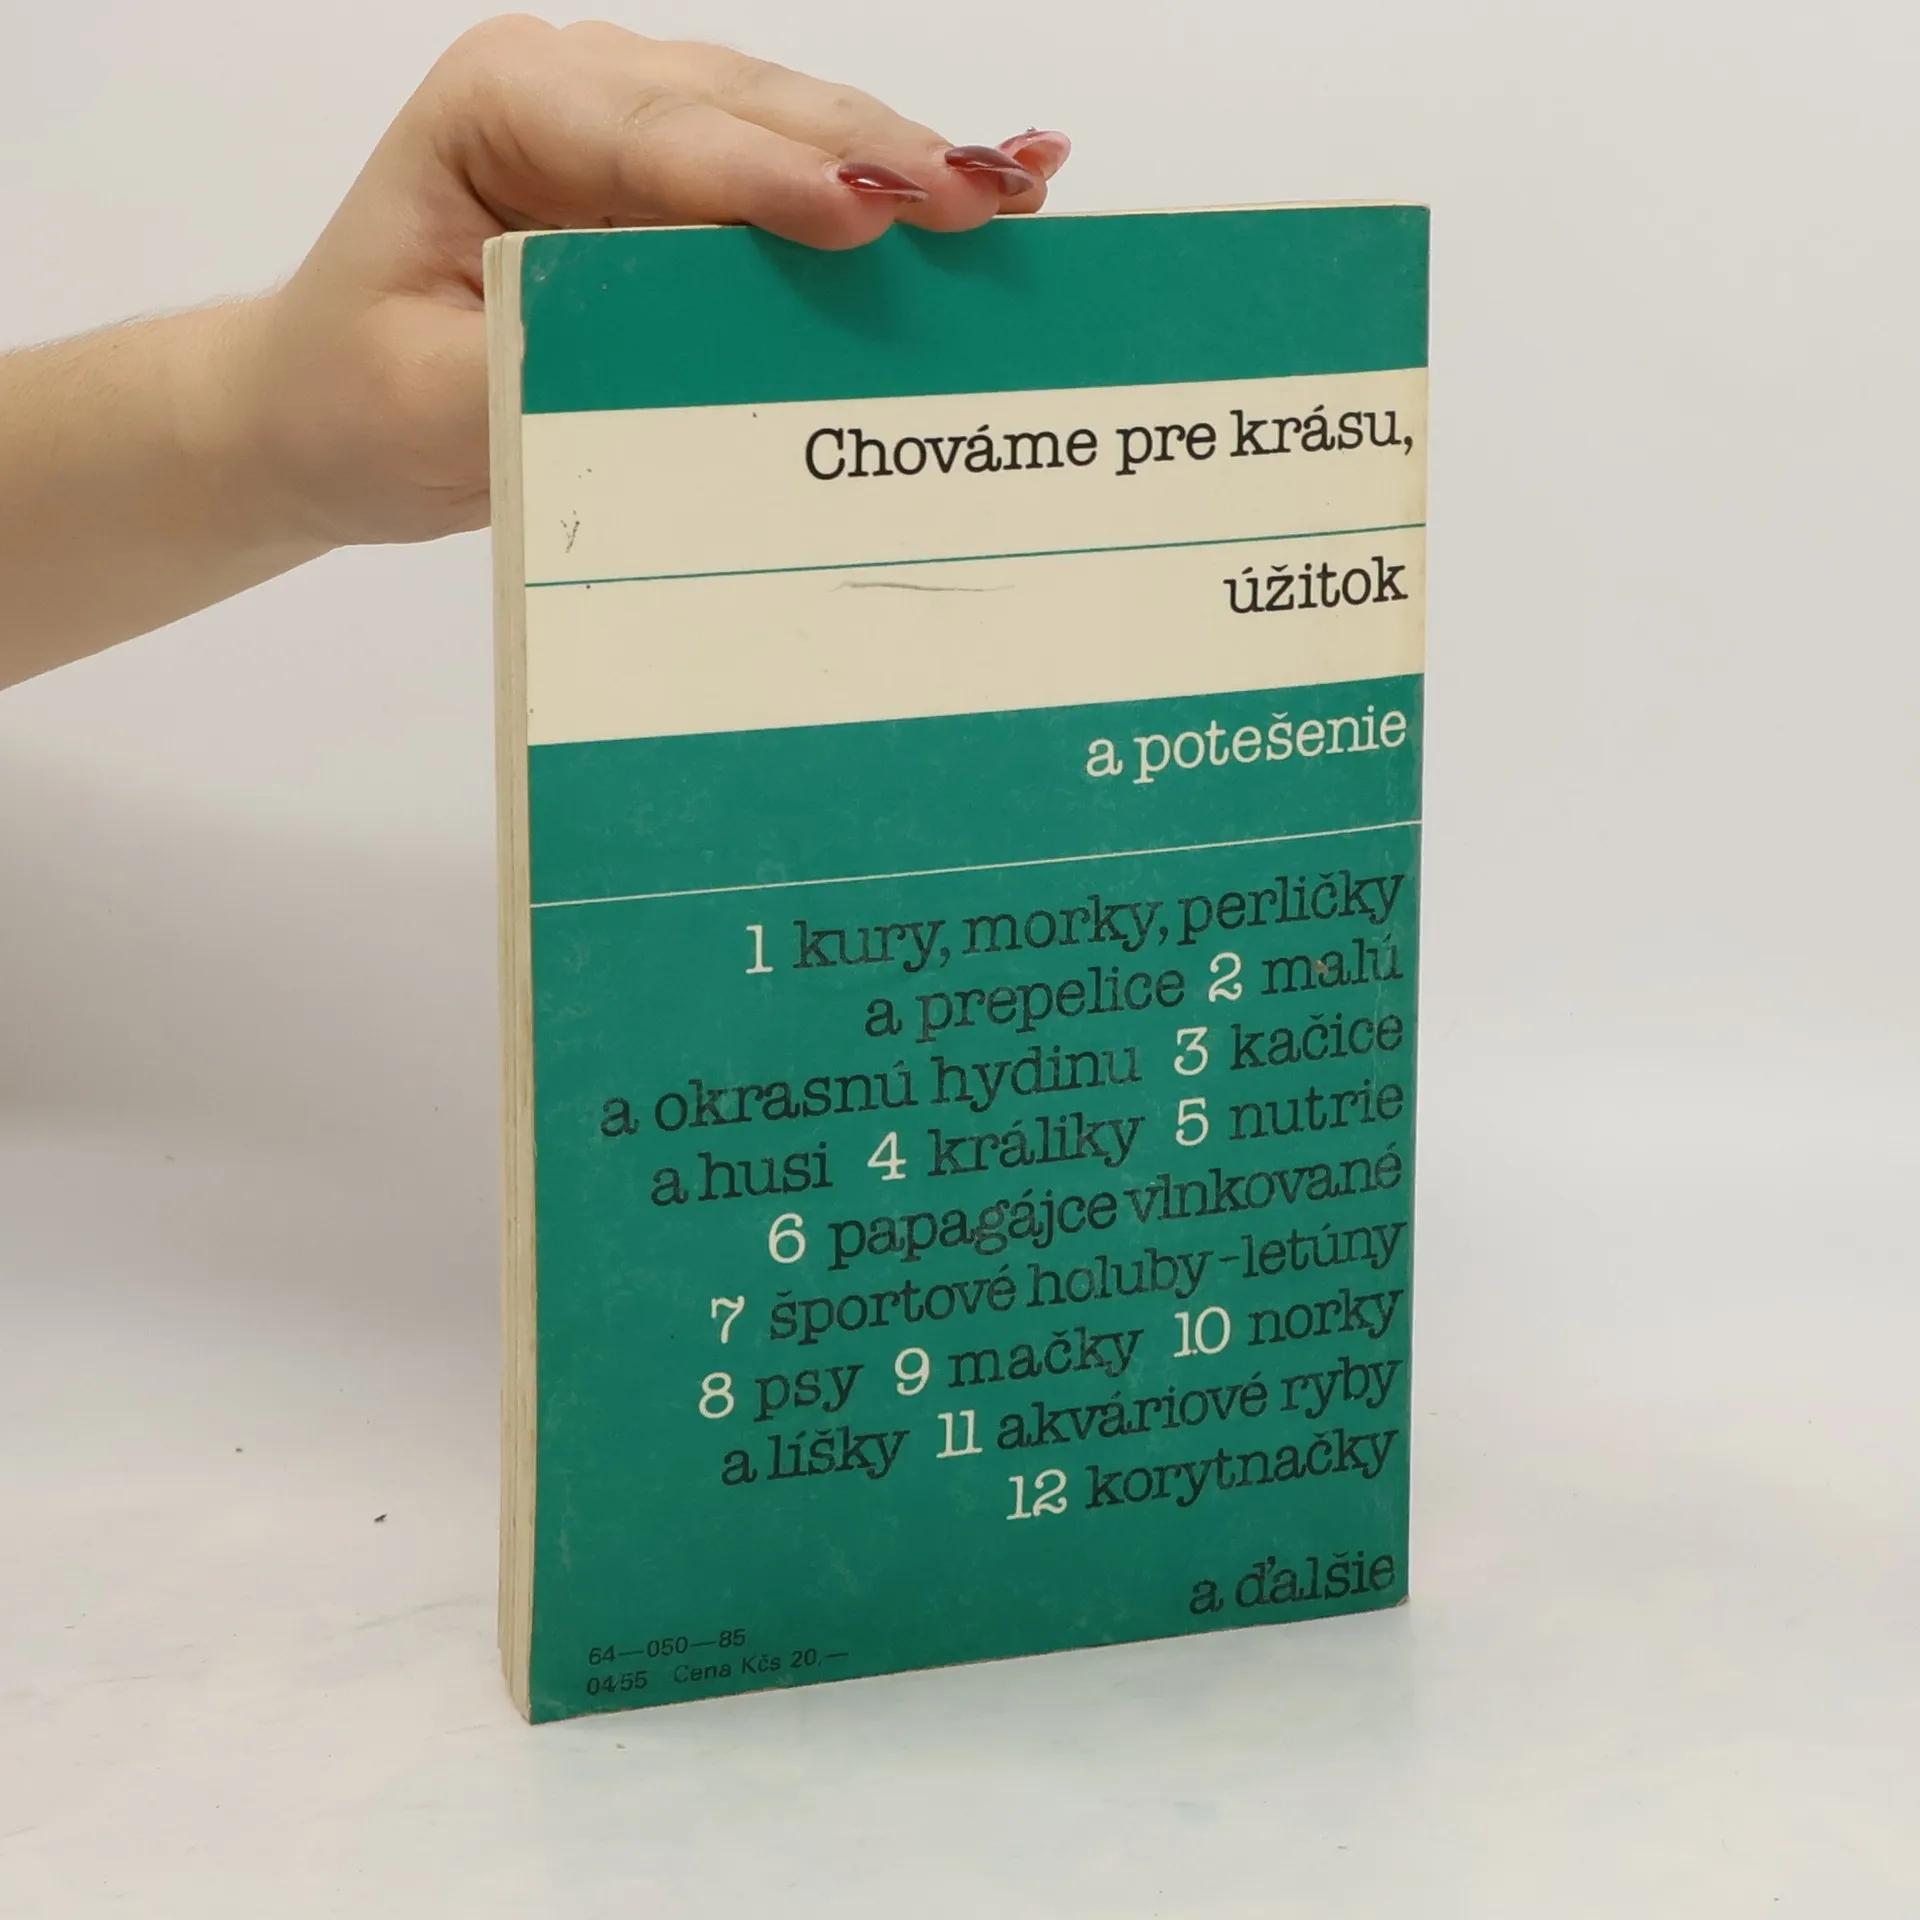 Chováme pre krásu,
úžitok
a potešenie
1 kury, morky, perličky
a prepelice 2 malú
a okrasnú hydinu 3 kačice
a husi 4 králiky 5 nutrie
6 papagájce vlnkované
7 športové holuby-letúny
8 psy 9 mačky 10 norky
a líšky 11 akváriové ryby
12 korytnačky
a ďalšie
64—050—85
04/55 Cena Kčs 20,—